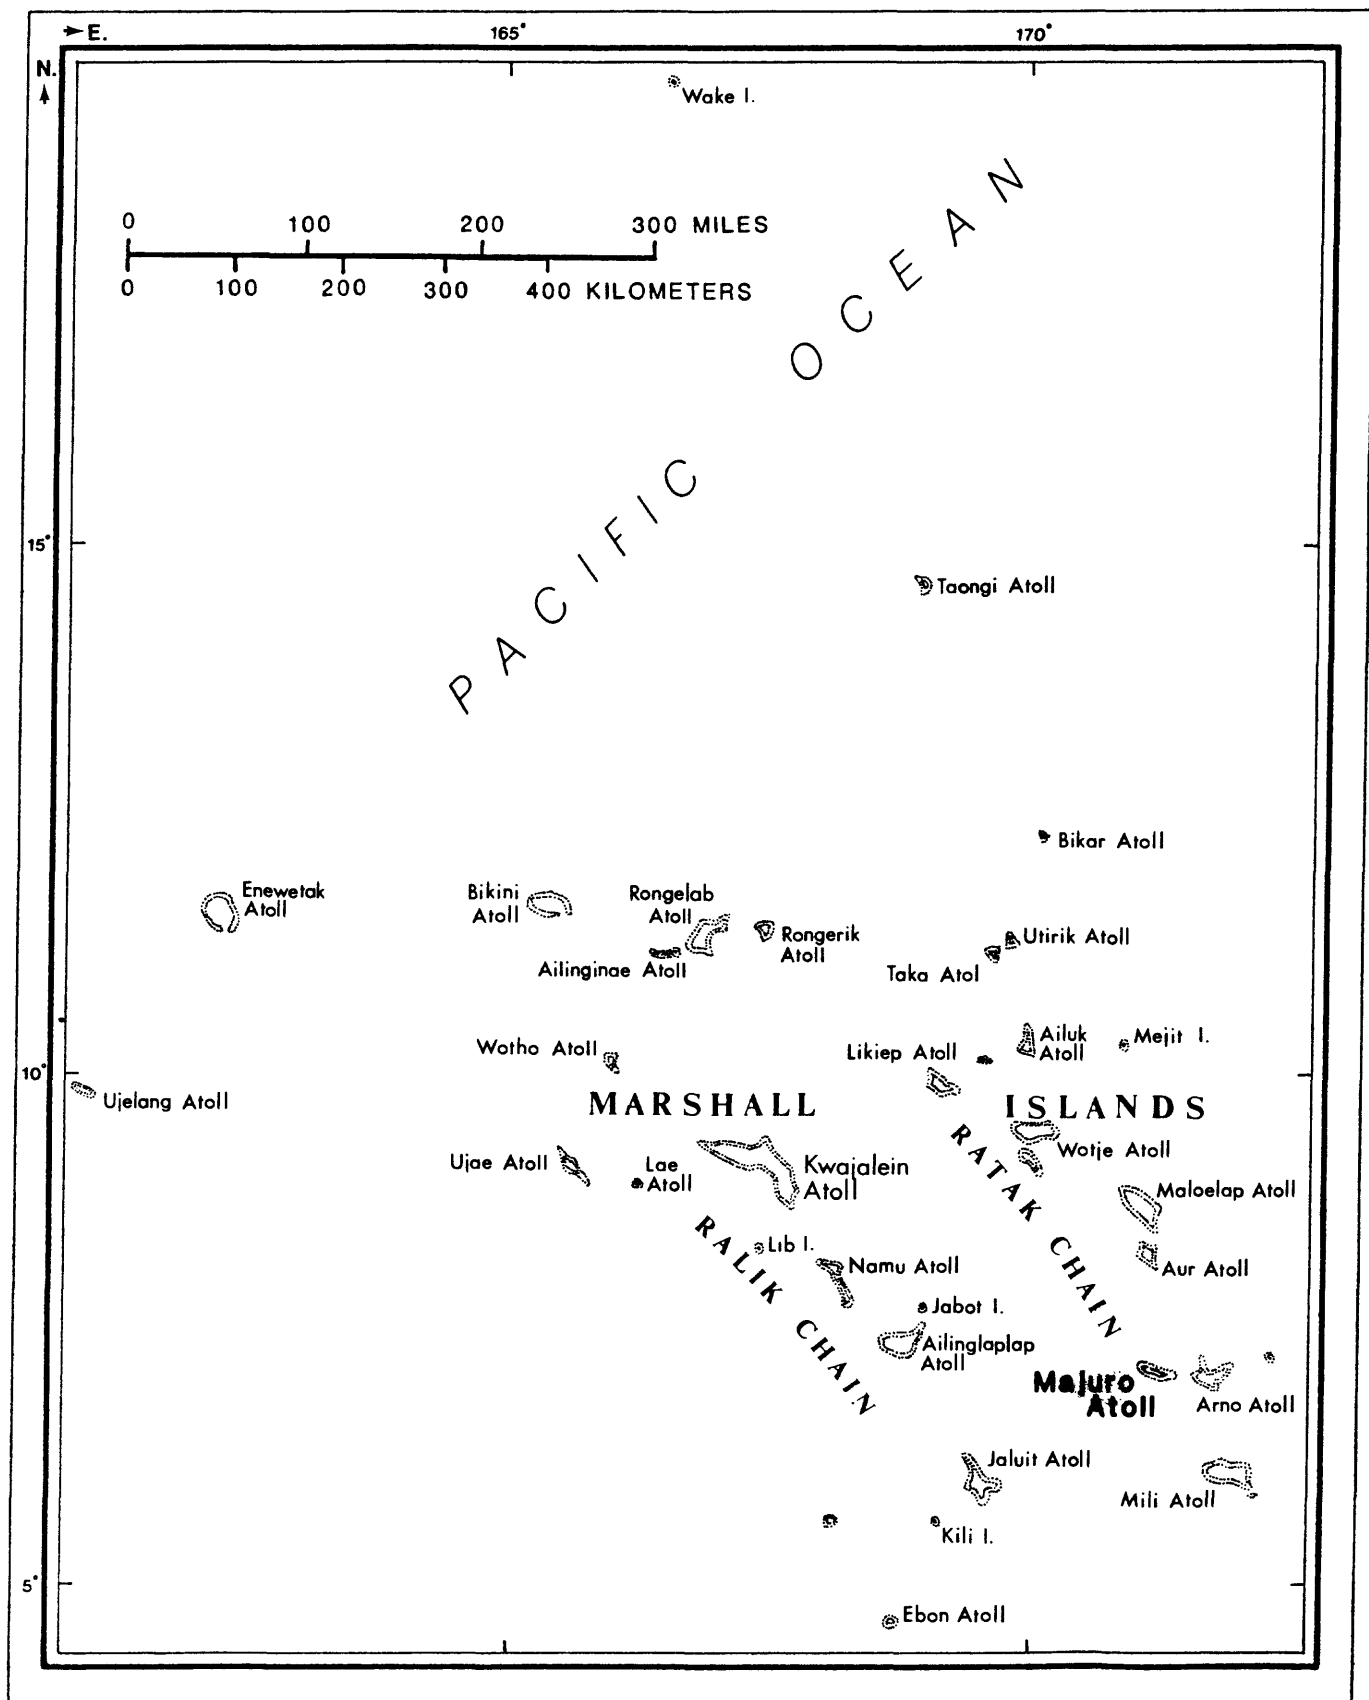 E. 165° 170°
N.
Wake I.
0 100 200 300 MILES
0 100 200 300 400 KILOMETERS
PACIFIC OCEAN
15°
Taongi Atoll
Bikar Atoll
Enewetak
Atoll
Bikini
Atoll
Rongelab
Atoll
Rongerik
Atoll
Ailinginae Atoll
Utirik Atoll
Taka Atol
Wotho Atoll
Likiep Atoll
Ailuk
Atoll
Mejit I.
10°
Ujelang Atoll
MARSHALL ISLANDS
Ujae Atoll
Lae
Atoll
Kwajalein
Atoll
RATAK CHAIN
Wotje Atoll
Maloelap Atoll
RALIK CHAIN
Lib I.
Namu Atoll
Aur Atoll
Jabot I.
Ailinglaplap
Atoll
Majuro
Atoll
Arno Atoll
Jaluit Atoll
Mili Atoll
Kili I.
5°
Ebon Atoll